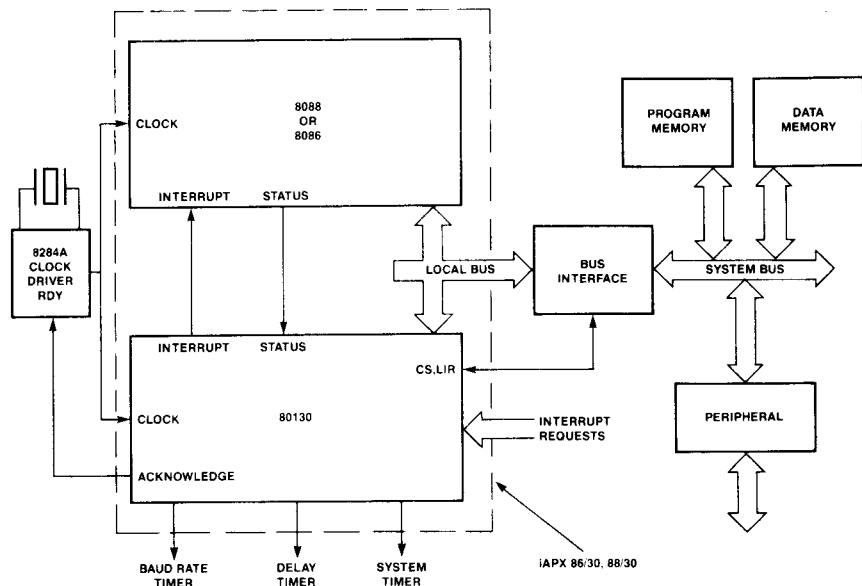 8088
OR
8086
CLOCK
INTERRUPT
STATUS
PROGRAM
MEMORY
DATA
MEMORY
8284A
CLOCK
DRIVER
RDY
LOCAL BUS
BUS
INTERFACE
SYSTEM BUS
INTERRUPT
STATUS
CS,LIR
CLOCK
80130
INTERRUPT
REQUESTS
PERIPHERAL
ACKNOWLEDGE
BAUD RATE
TIMER
DELAY
TIMER
SYSTEM
TIMER
iAPX 86/30, 88/30